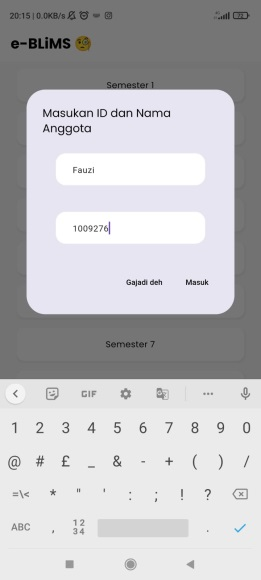 20:15 | 0.0KB/s
72
e-BLiMS 🧐
Semester 1
Masukan ID dan Nama
Anggota
Fauzi
1009276
Gajadi deh
Masuk
Semester 7
GIF
1 2 3 4 5 6 7 8 9 0
@ # £ _ & - + ( ) /
=\< * " ' : ; ! ?
ABC , 12 34 .